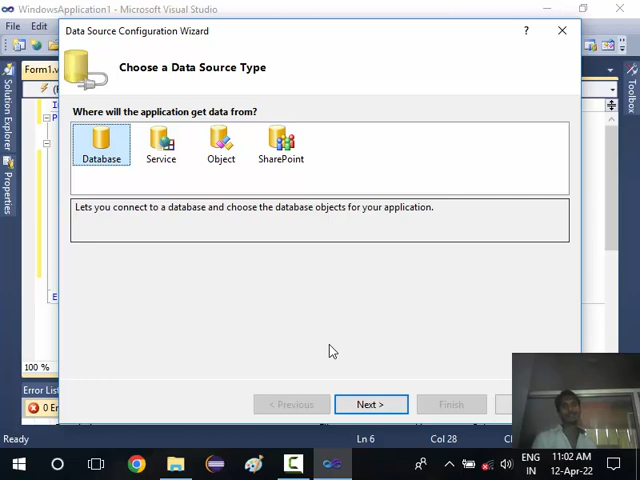 WindowsApplication1 - Microsoft Visual Studio
File Edit
Data Source Configuration Wizard
?
Choose a Data Source Type
Form1.v
Where will the application get data from?
Database
Service
Object
SharePoint
Lets you connect to a database and choose the database objects for your application.
Solution Explorer
Properties
Toolbox
100 %
< Previous
Next >
Finish
Error List
0 E
Ready
Ln 6
Col 28
ENG
IN
11:02 AM
12-Apr-22